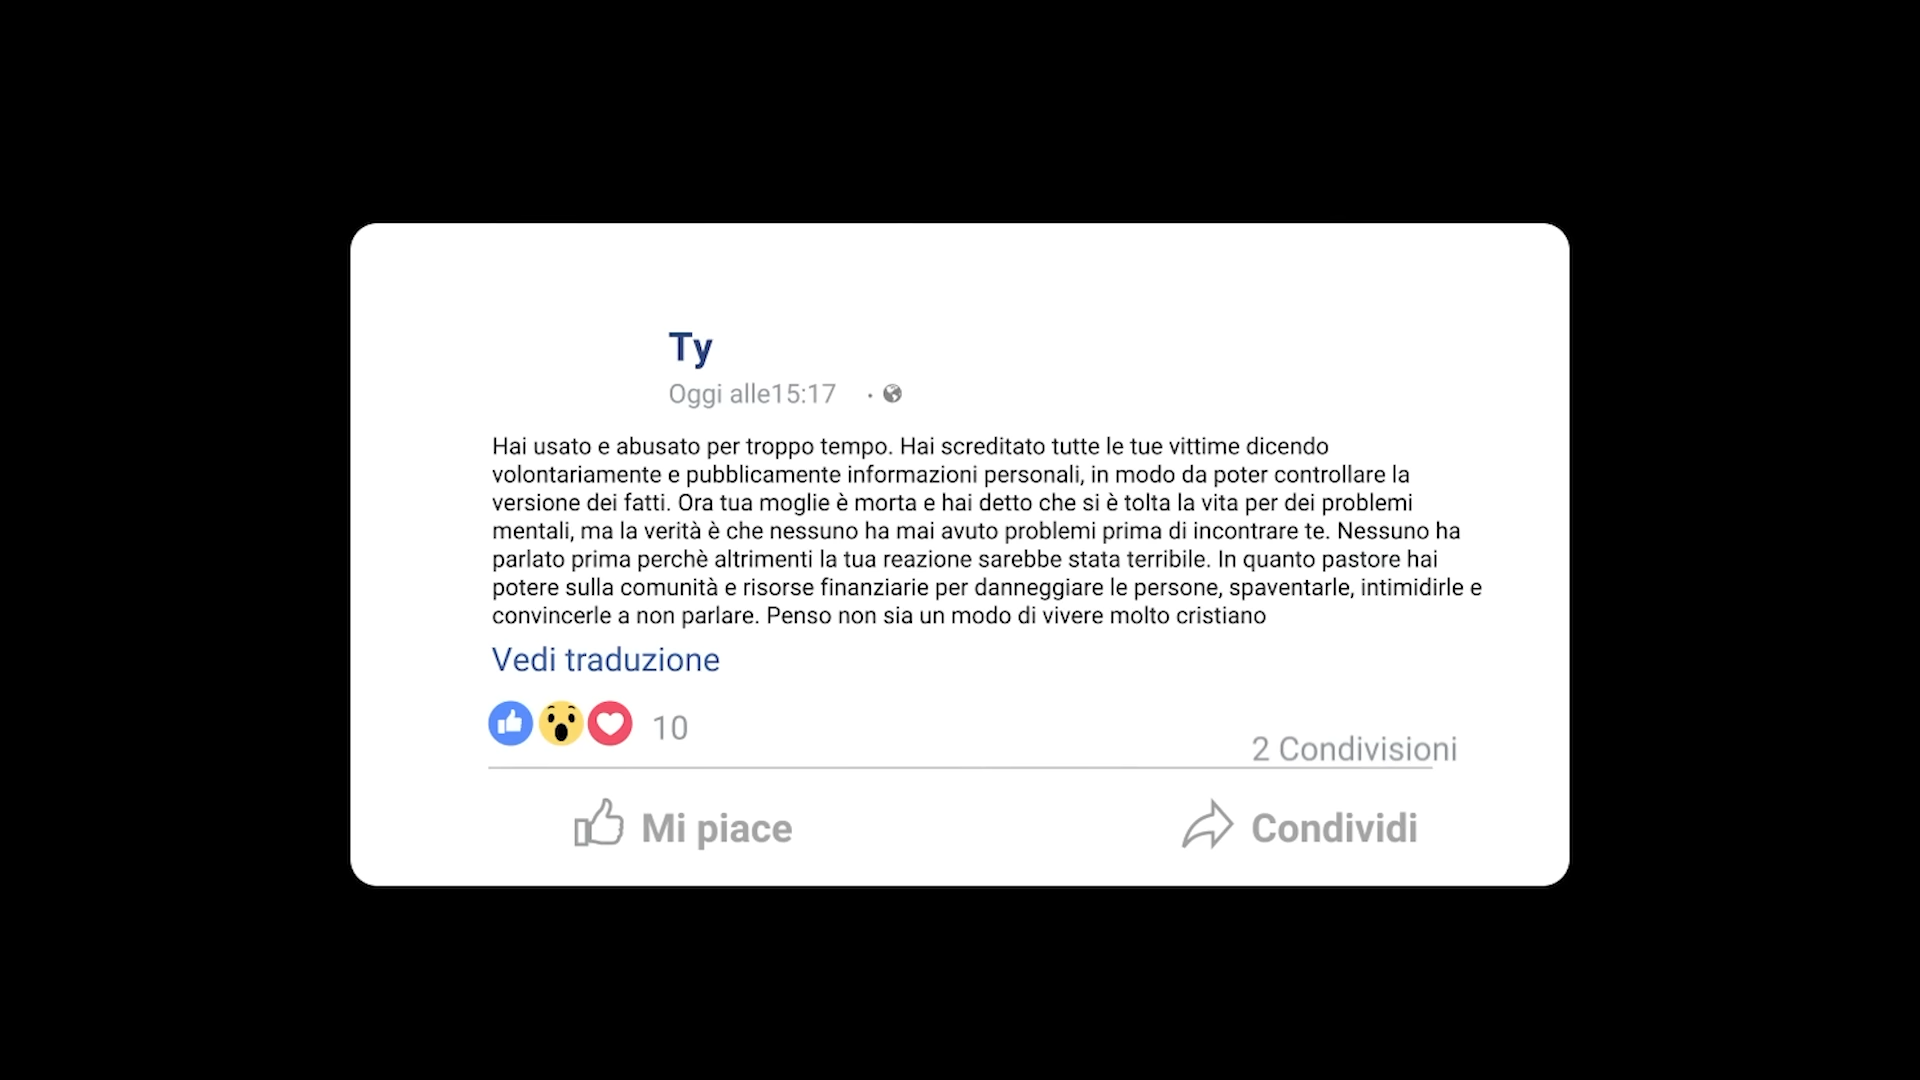 Ty
Oggi alle15:17
Hai usato e abusato per troppo tempo. Hai screditato tutte le tue vittime dicendo
volontariamente e pubblicamente informazioni personali, in modo da poter controllare la
versione dei fatti. Ora tua moglie è morta e hai detto che si è tolta la vita per dei problemi
mentali, ma la verità è che nessuno ha mai avuto problemi prima di incontrare te. Nessuno ha
parlato prima perchè altrimenti la tua reazione sarebbe stata terribile. In quanto pastore hai
potere sulla comunità e risorse finanziarie per danneggiare le persone, spaventarle, intimidirle e
convincerle a non parlare. Penso non sia un modo di vivere molto cristiano
Vedi traduzione
10
2 Condivisioni
Mi piace
Condividi